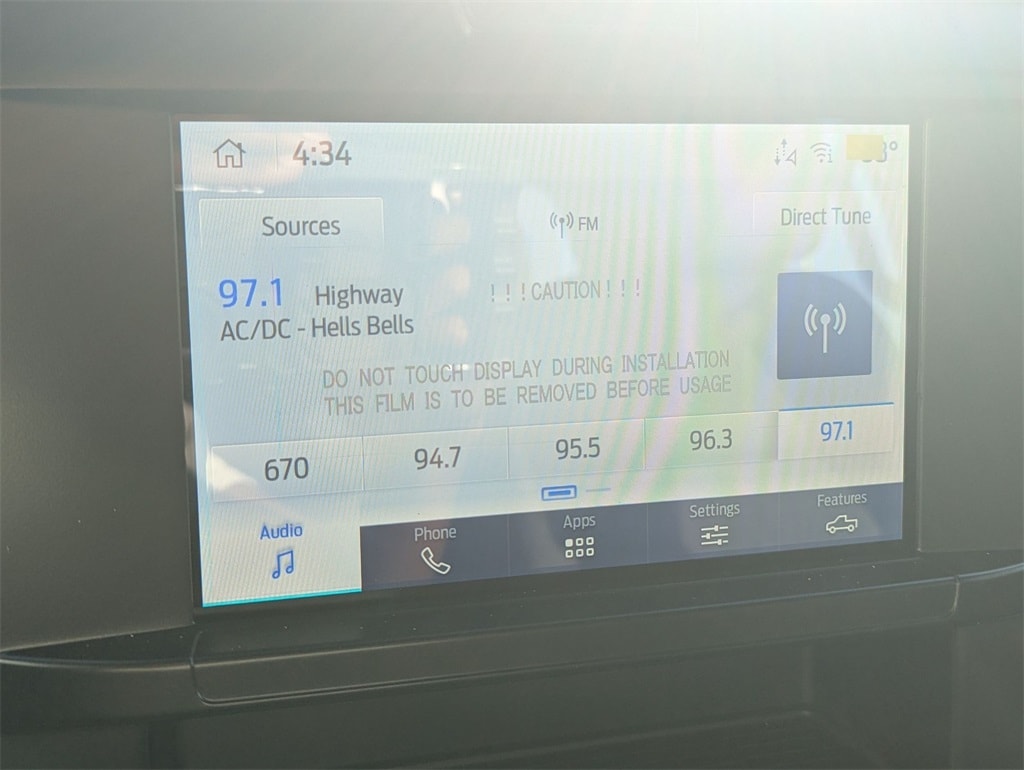 4:34
3°
Sources
FM
Direct Tune
97.1 Highway
! ! ! CAUTION ! ! !
AC/DC - Hells Bells
DO NOT TOUCH DISPLAY DURING INSTALLATION
THIS FILM IS TO BE REMOVED BEFORE USAGE
670 94.7 95.5 96.3 97.1
Audio Phone Apps Settings Features